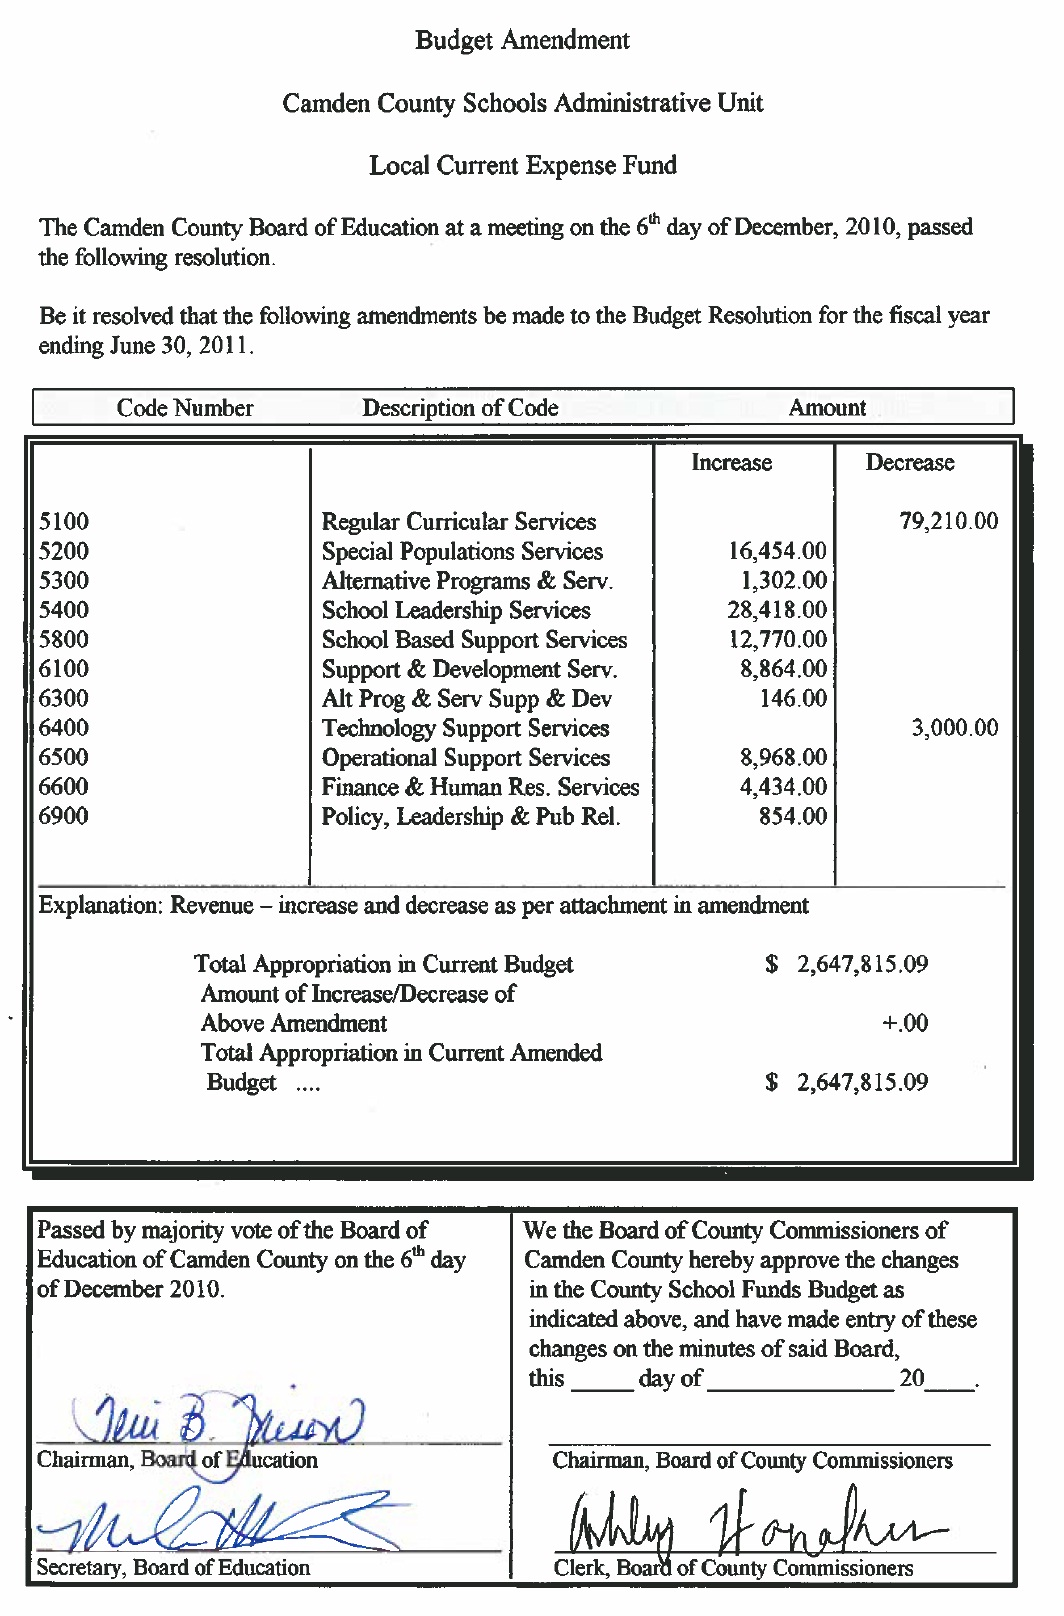 Budget Amendment
Camden County Schools Administrative Unit
Local Current Expense Fund
The Camden County Board of Education at a meeting on the 6th day of December, 2010, passed
the following resolution.
Be it resolved that the following amendments be made to the Budget Resolution for the fiscal year
ending June 30, 2011.
Code Number Description of Code Amount
Increase Decrease
5100 Regular Curricular Services 79,210.00
5200 Special Populations Services 16,454.00
5300 Alternative Programs & Serv. 1,302.00
5400 School Leadership Services 28,418.00
5800 School Based Support Services 12,770.00
6100 Support & Development Serv. 8,864.00
6300 Alt Prog & Serv Supp & Dev 146.00
6400 Technology Support Services 3,000.00
6500 Operational Support Services 8,968.00
6600 Finance & Human Res. Services 4,434.00
6900 Policy, Leadership & Pub Rel. 854.00
Explanation: Revenue – increase and decrease as per attachment in amendment
Total Appropriation in Current Budget $ 2,647,815.09
Amount of Increase/Decrease of
Above Amendment +.00
Total Appropriation in Current Amended
Budget .... $ 2,647,815.09
Passed by majority vote of the Board of
Education of Camden County on the 6th day
of December 2010.
Chairman, Board of Education
Secretary, Board of Education
We the Board of County Commissioners of
Camden County hereby approve the changes
in the County School Funds Budget as
indicated above, and have made entry of these
changes on the minutes of said Board,
this _____ day of _______________ 20____.
Chairman, Board of County Commissioners
Ashley Honaker
Clerk, Board of County Commissioners